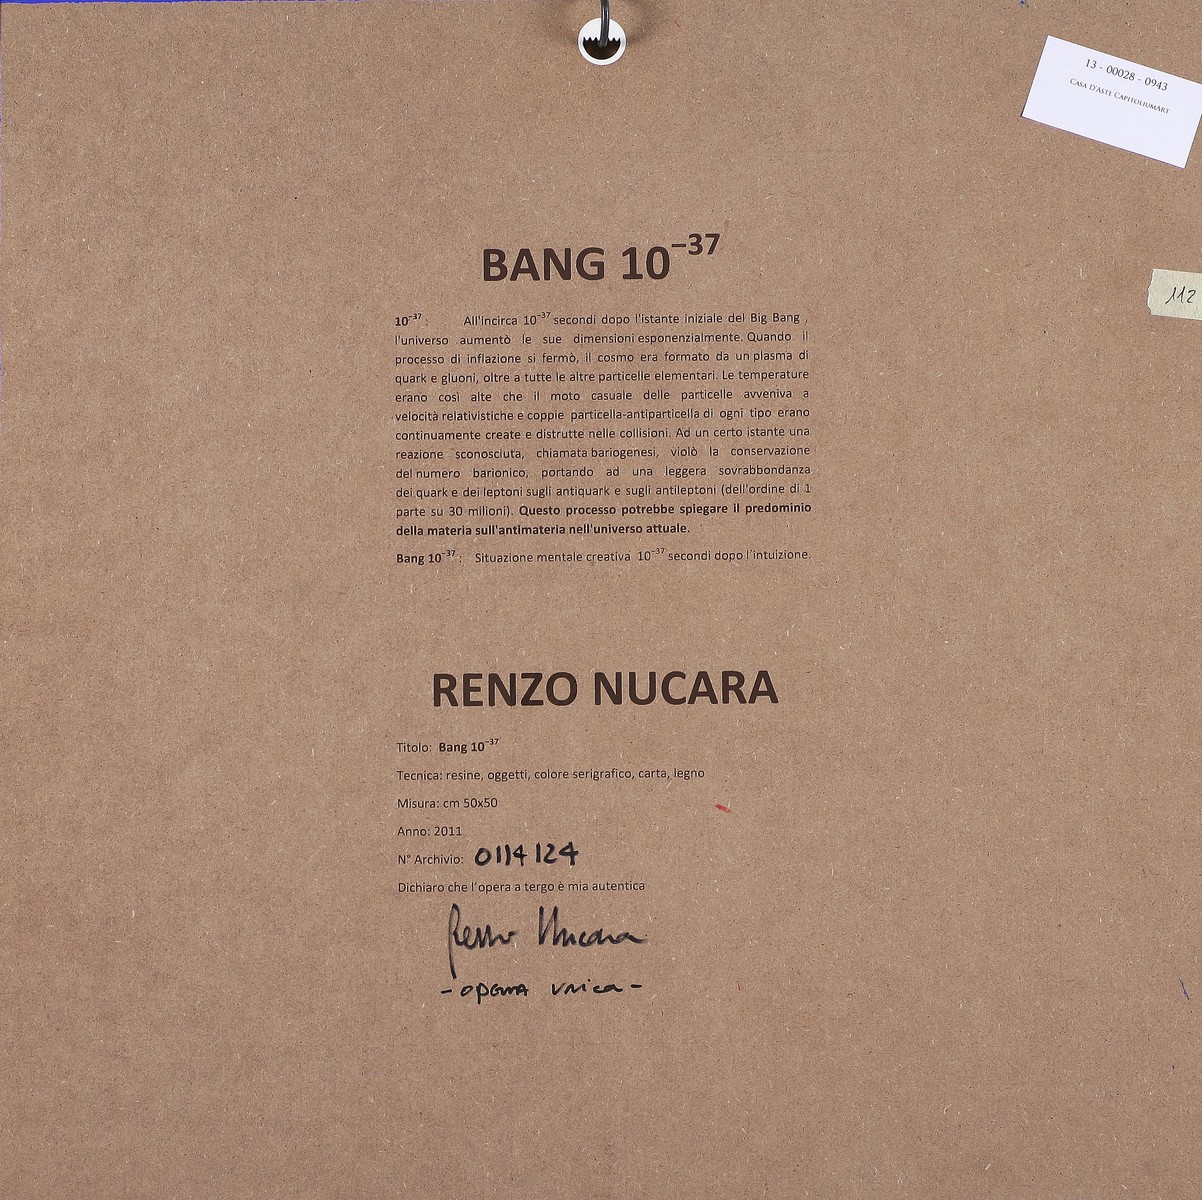 13 - 00028 - 0943
CASA D'ASTE CAPITOLIUMART
BANG 10⁻³⁷
112
10⁻³⁷ : All'incirca 10⁻³⁷ secondi dopo l'istante iniziale del Big Bang ,
l'universo aumentò le sue dimensioni esponenzialmente. Quando il
processo di inflazione si fermò, il cosmo era formato da un plasma di
quark e gluoni, oltre a tutte le altre particelle elementari. Le temperature
erano così alte che il moto casuale delle particelle avveniva a
velocità relativistiche e coppie particella-antiparticella di ogni tipo erano
continuamente create e distrutte nelle collisioni. Ad un certo istante una
reazione sconosciuta, chiamata bariogenesi, violò la conservazione
del numero barionico, portando ad una leggera sovrabbondanza
dei quark e dei leptoni sugli antiquark e sugli antileptoni (dell'ordine di 1
parte su 30 milioni). Questo processo potrebbe spiegare il predominio
della materia sull'antimateria nell'universo attuale.
Bang 10⁻³⁷ : Situazione mentale creativa 10⁻³⁷ secondi dopo l'intuizione.
RENZO NUCARA
Titolo: Bang 10⁻³⁷
Tecnica: resine, oggetti, colore serigrafico, carta, legno
Misura: cm 50x50
Anno: 2011
N° Archivio: 0114124
Dichiaro che l'opera a tergo è mia autentica
Renzo Nucara
- OPERA UNICA -